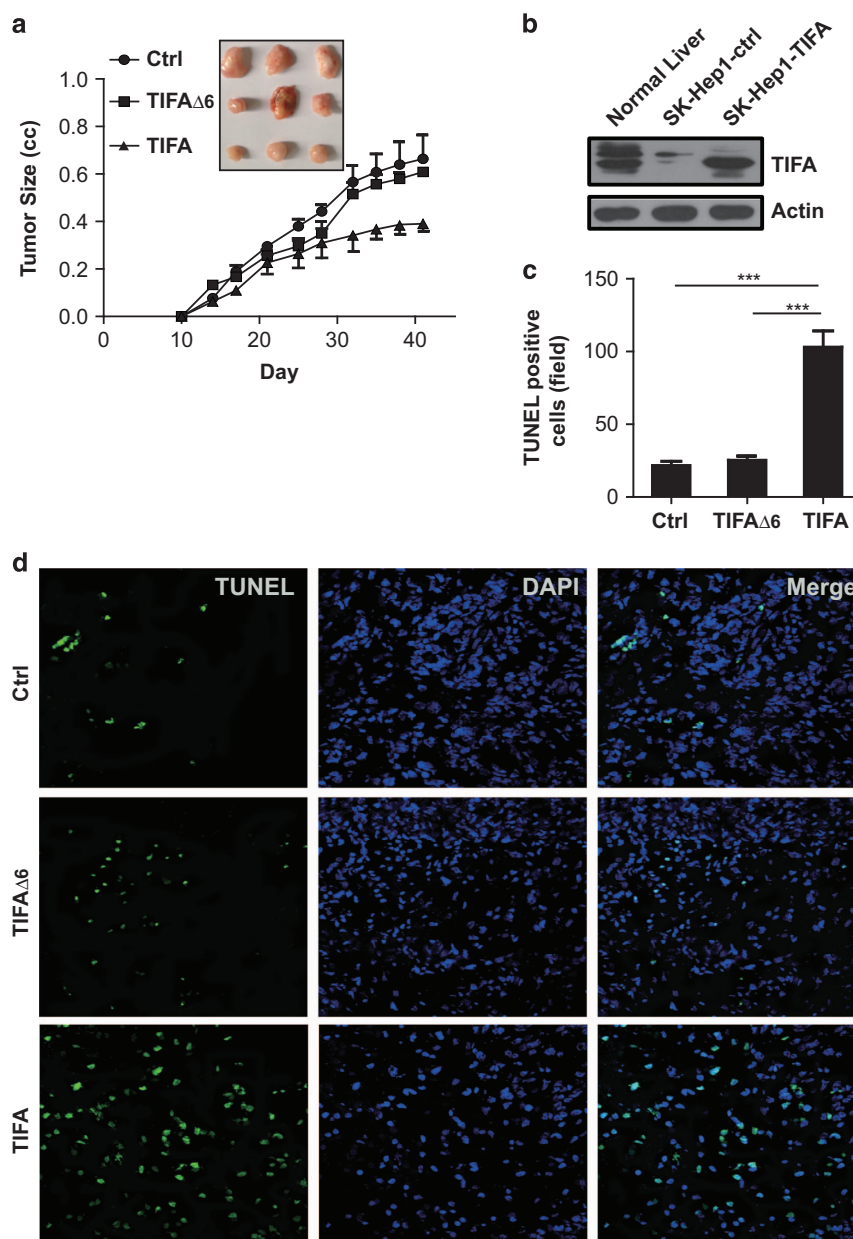 a
Ctrl
TIFAΔ6
TIFA
Tumor Size (cc)
1.0
0.8
0.6
0.4
0.2
0.0
0
10
20
30
40
Day
b
Normal Liver
SK-Hep1-ctrl
SK-Hep1-TIFA
TIFA
Actin
c
TUNEL positive
cells (field)
150
100
50
0
***
***
Ctrl
TIFAΔ6
TIFA
d
TUNEL
DAPI
Merge
Ctrl
TIFAΔ6
TIFA